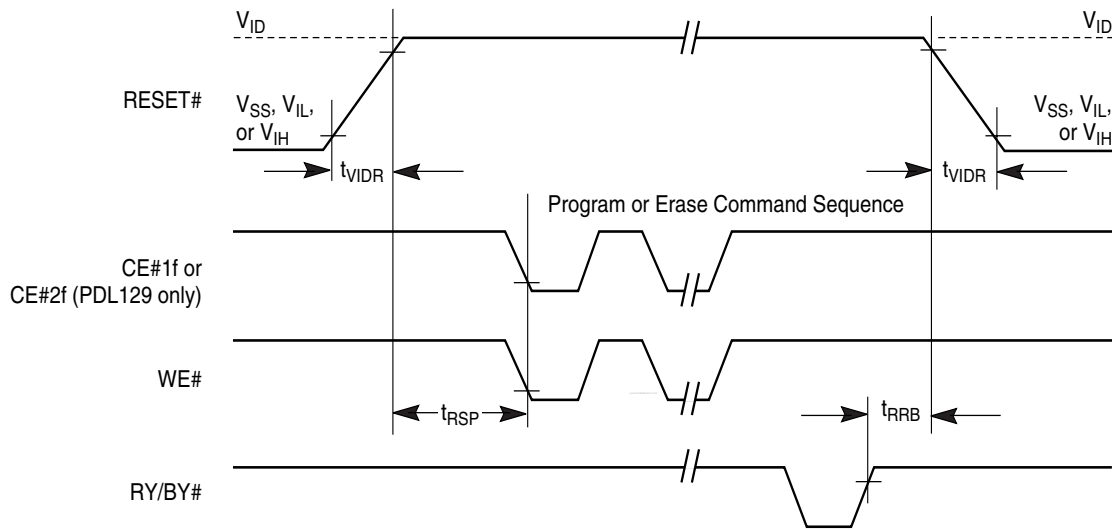 VID
VID
RESET#
VSS, VIL,
or VIH
VSS, VIL,
or VIH
tVIDR
tVIDR
Program or Erase Command Sequence
CE#1f or
CE#2f (PDL129 only)
WE#
tRSP
tRRB
RY/BY#